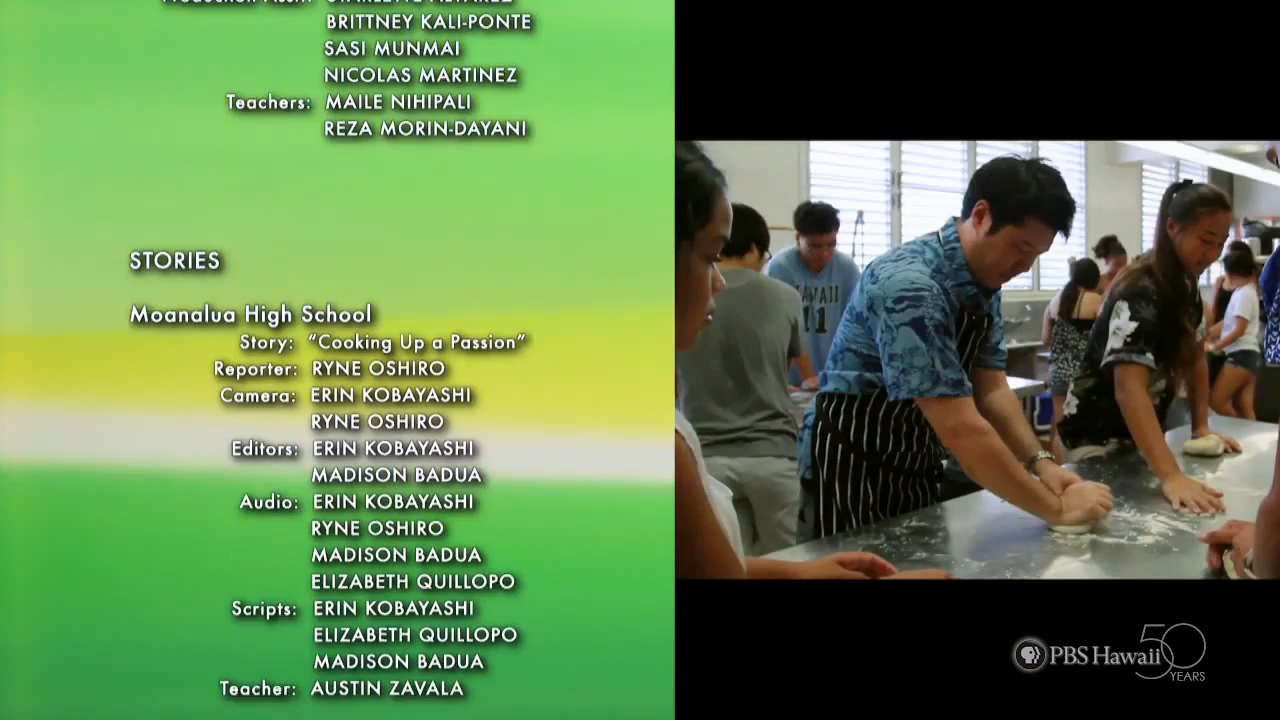 BRITTNEY KALI-PONTE
SASI MUNMAI
NICOLAS MARTINEZ
Teachers: MAILE NIHIPALI
REZA MORIN-DAYANI
STORIES
Moanalua High School
Story: “Cooking Up a Passion”
Reporter: RYNE OSHIRO
Camera: ERIN KOBAYASHI
RYNE OSHIRO
Editors: ERIN KOBAYASHI
MADISON BADUA
Audio: ERIN KOBAYASHI
RYNE OSHIRO
MADISON BADUA
ELIZABETH QUILLOPO
Scripts: ERIN KOBAYASHI
ELIZABETH QUILLOPO
MADISON BADUA
Teacher: AUSTIN ZAVALA
HAWAII
11
PBS Hawaii 50
YEARS